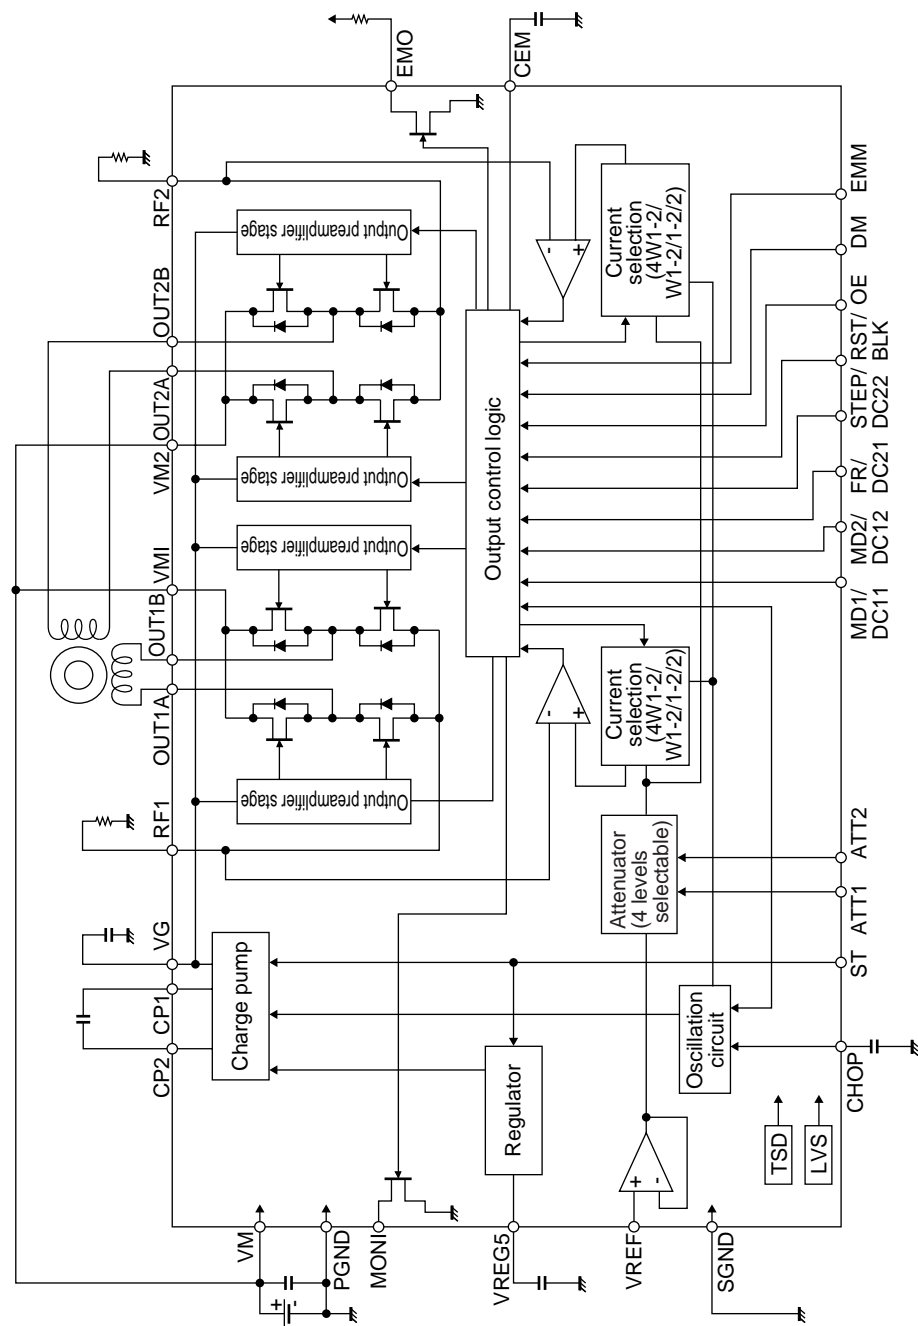 EMO
CEM
RF2
OUT2B
OUT2A
VM2
VMI
OUT1B
OUT1A
RF1
VG
CP1
CP2
Output preamplifier stage
Output preamplifier stage
Output preamplifier stage
Output preamplifier stage
Charge pump
Output control logic
-
+
Current
selection
(4W1-2/
W1-2/1-2/2)
-
+
Current
selection
(4W1-2/
W1-2/1-2/2)
Attenuator
(4 levels
selectable)
Regulator
Oscillation
circuit
+
-
TSD
LVS
EMM
DM
OE
RST/
BLK
STEP/
DC22
FR/
DC21
MD2/
DC12
MD1/
DC11
ATT2
ATT1
ST
CHOP
VM
PGND
MONI
VREG5
VREF
SGND
+
-